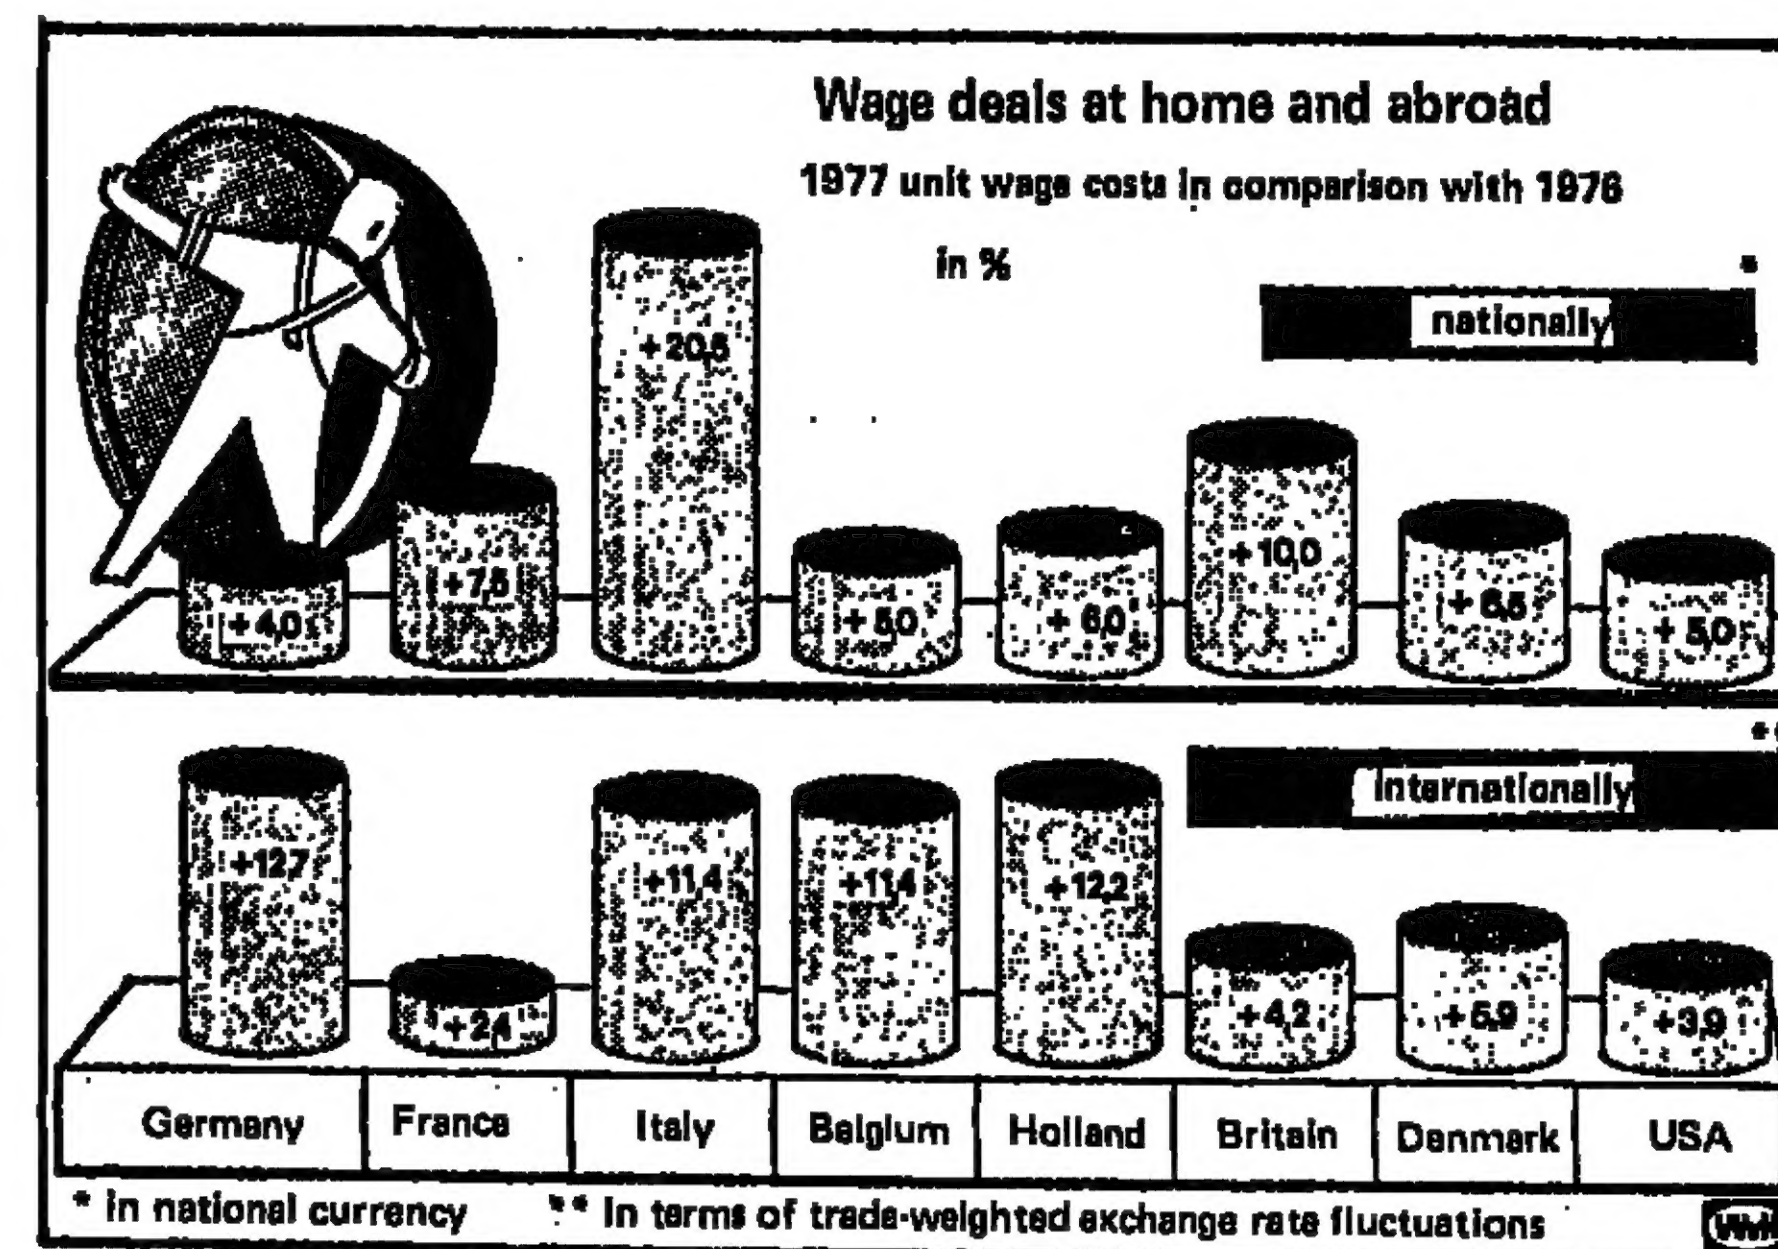 Wage deals at home and abroad
1977 unit wage costs in comparison with 1976
in %
*
nationally
+20,5
+10,0
+7,5
+4,0
+5,0
+6,0
+6,5
+5,0
**
internationally
+12,7
+2,4
+11,4
+11,4
+12,2
+4,2
+5,9
+3,9
Germany France Italy Belgium Holland Britain Denmark USA
* in national currency ** In terms of trade-weighted exchange rate fluctuations